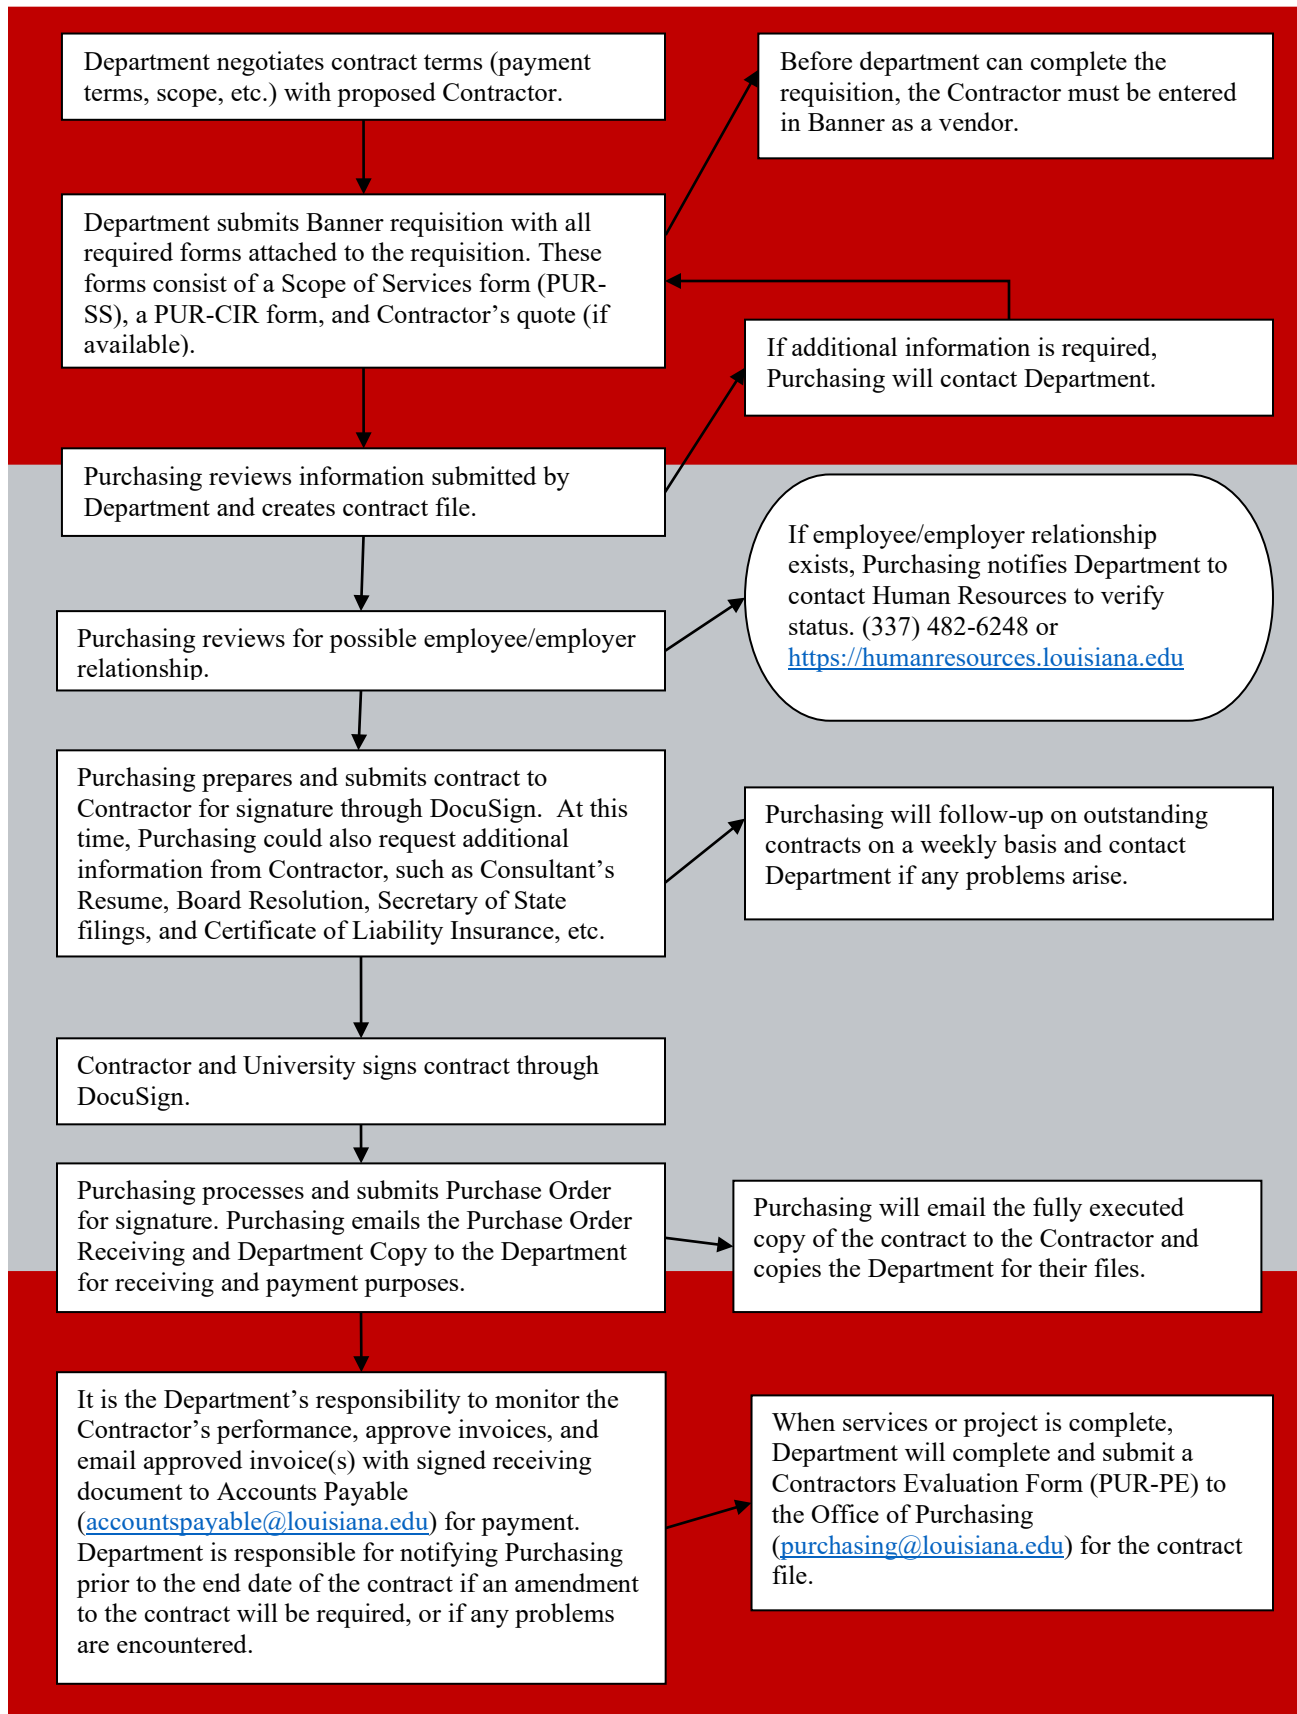 Department negotiates contract terms (payment
terms, scope, etc.) with proposed Contractor.
Before department can complete the
requisition, the Contractor must be entered
in Banner as a vendor.
Department submits Banner requisition with all
required forms attached to the requisition. These
forms consist of a Scope of Services form (PUR-
SS), a PUR-CIR form, and Contractor’s quote (if
available).
If additional information is required,
Purchasing will contact Department.
Purchasing reviews information submitted by
Department and creates contract file.
If employee/employer relationship
exists, Purchasing notifies Department to
contact Human Resources to verify
status. (337) 482-6248 or
https://humanresources.louisiana.edu
Purchasing reviews for possible employee/employer
relationship.
Purchasing prepares and submits contract to
Contractor for signature through DocuSign.  At this
time, Purchasing could also request additional
information from Contractor, such as Consultant’s
Resume, Board Resolution, Secretary of State
filings, and Certificate of Liability Insurance, etc.
Purchasing will follow-up on outstanding
contracts on a weekly basis and contact
Department if any problems arise.
Contractor and University signs contract through
DocuSign.
Purchasing processes and submits Purchase Order
for signature. Purchasing emails the Purchase Order
Receiving and Department Copy to the Department
for receiving and payment purposes.
Purchasing will email the fully executed
copy of the contract to the Contractor and
copies the Department for their files.
It is the Department’s responsibility to monitor the
Contractor’s performance, approve invoices, and
email approved invoice(s) with signed receiving
document to Accounts Payable
(accountspayable@louisiana.edu) for payment.
Department is responsible for notifying Purchasing
prior to the end date of the contract if an amendment
to the contract will be required, or if any problems
are encountered.
When services or project is complete,
Department will complete and submit a
Contractors Evaluation Form (PUR-PE) to
the Office of Purchasing
(purchasing@louisiana.edu) for the contract
file.